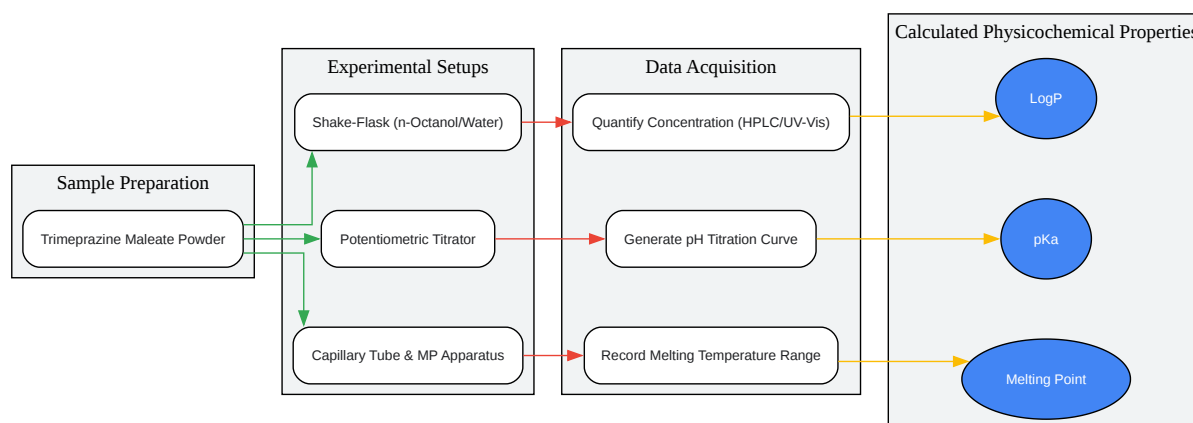 Sample Preparation
Trimeprazine Maleate Powder
Experimental Setups
Shake-Flask (n-Octanol/Water)
Potentiometric Titrator
Capillary Tube & MP Apparatus
Data Acquisition
Quantify Concentration (HPLC/UV-Vis)
Generate pH Titration Curve
Record Melting Temperature Range
Calculated Physicochemical Properties
LogP
pKa
Melting Point